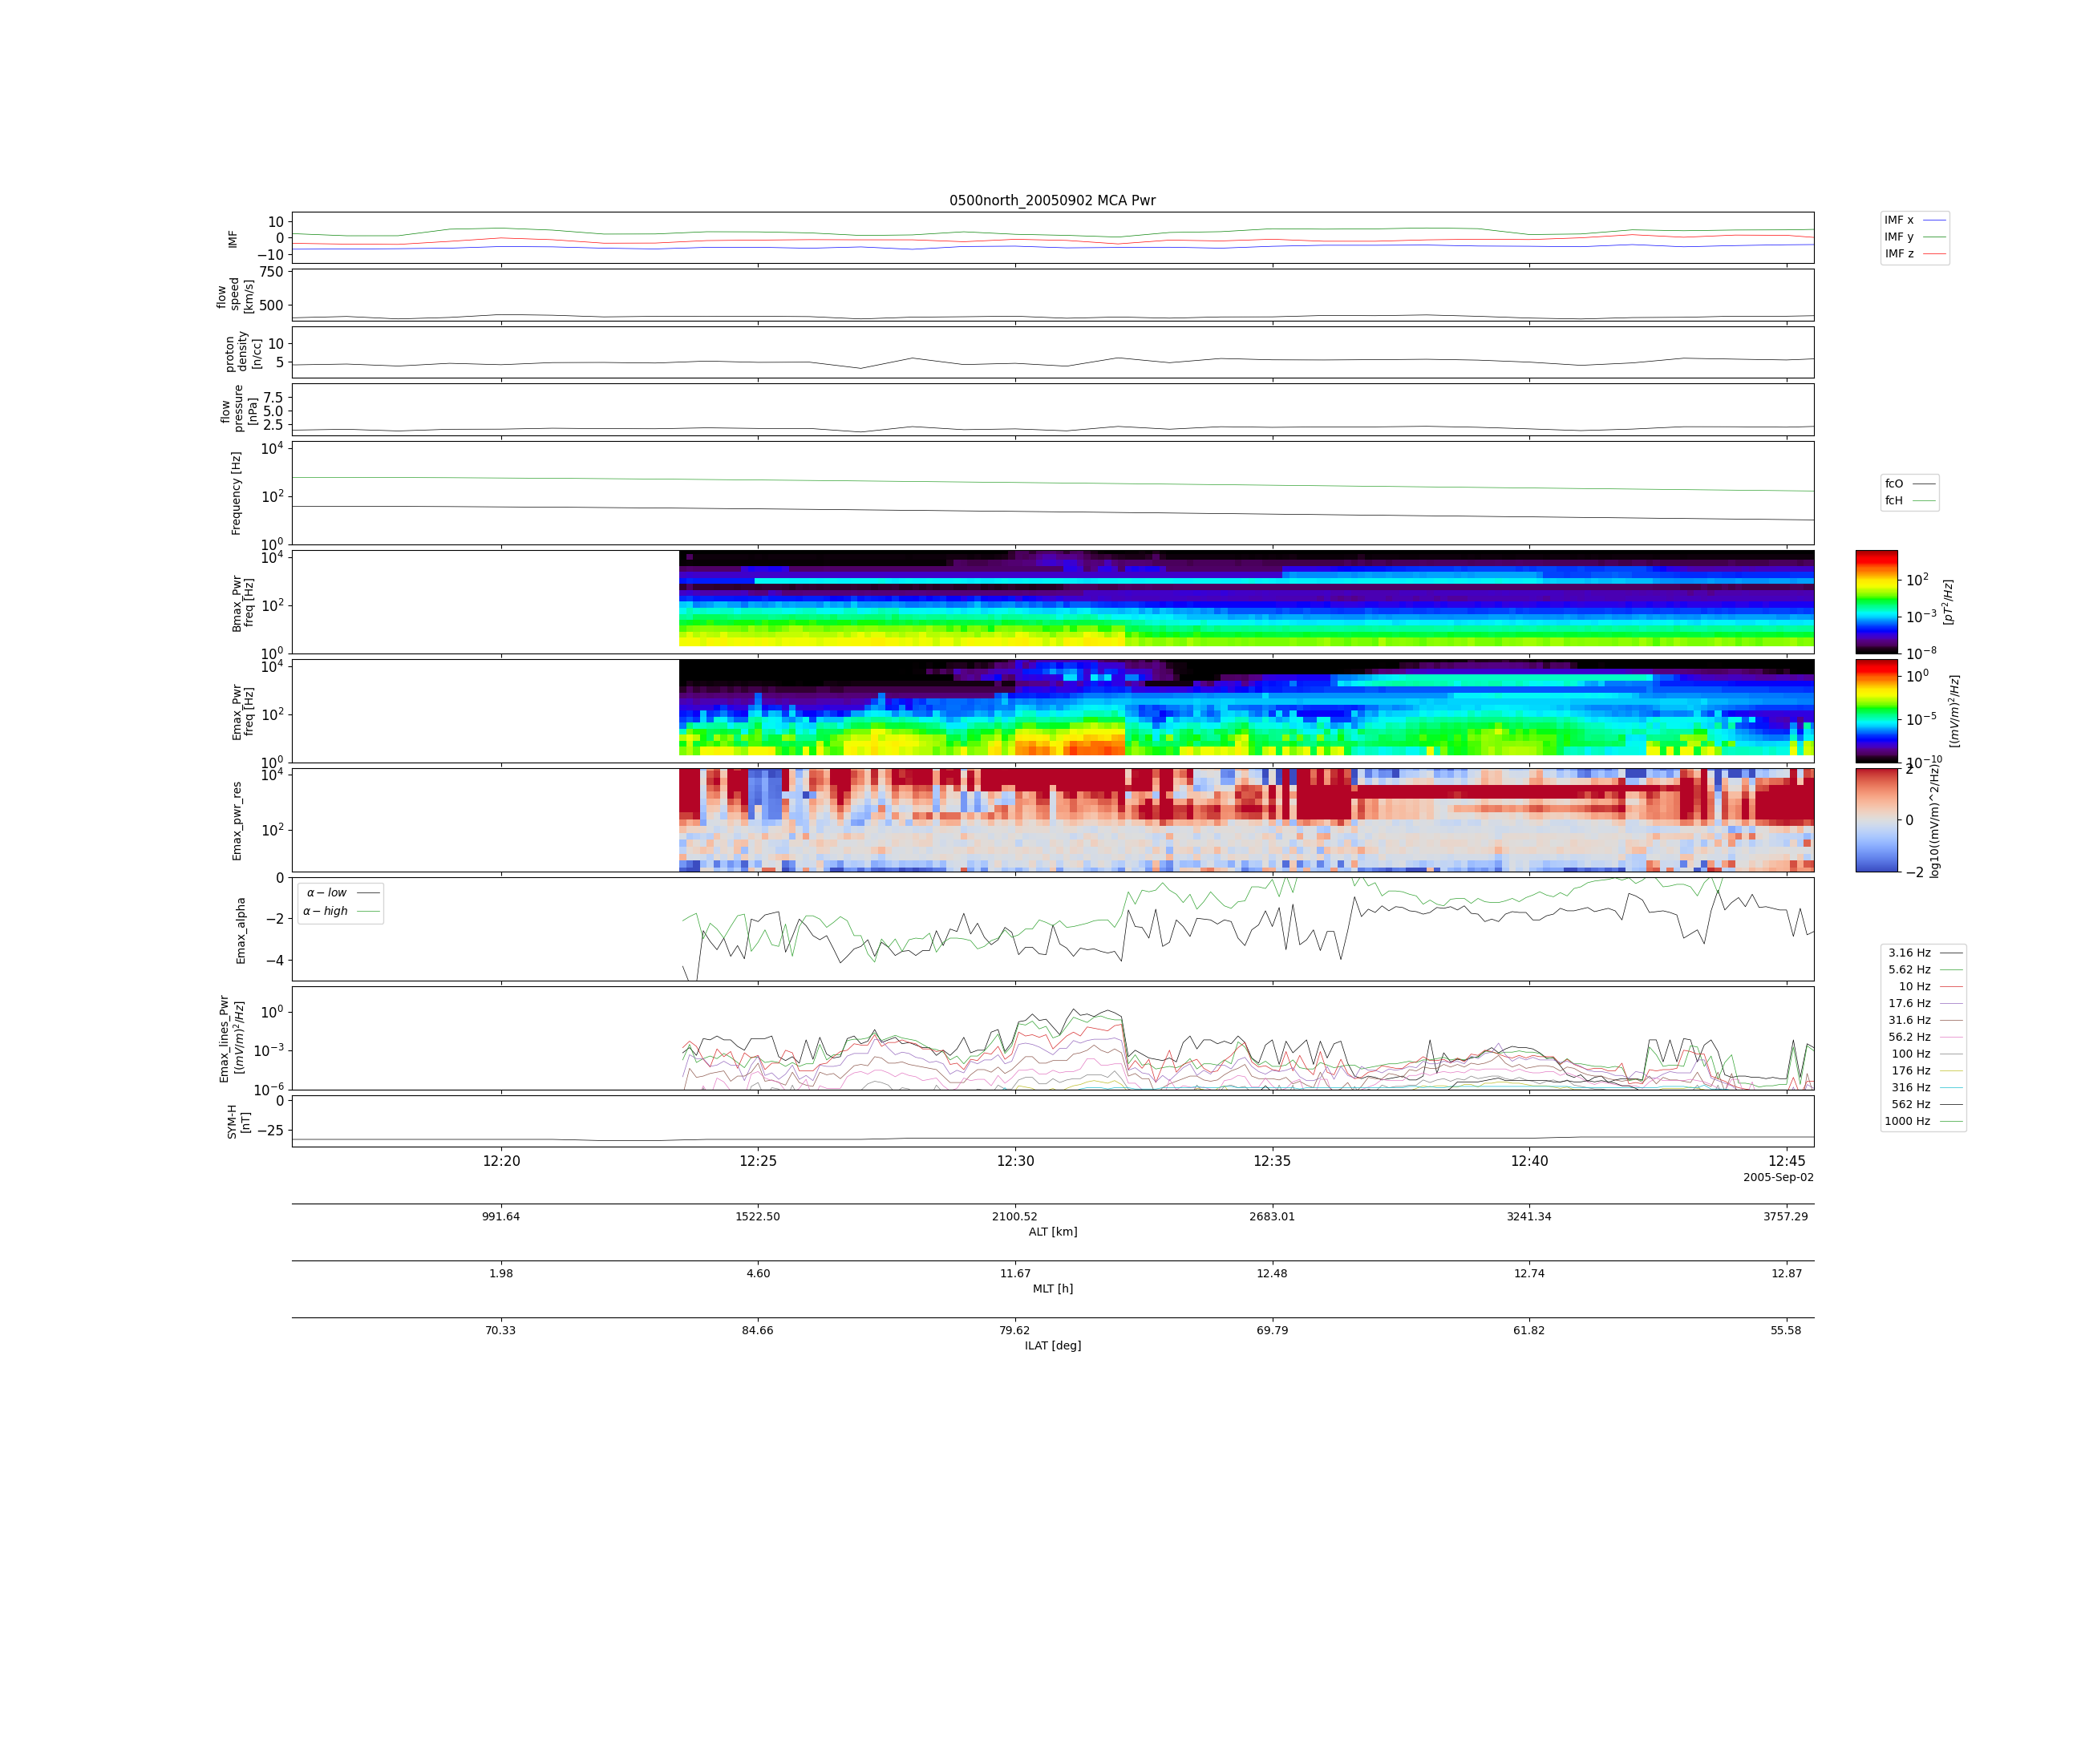 0500north_20050902 MCA Pwr
IMF
10
0
−10
IMF x
IMF y
IMF z
flow
speed
[km/s]
750
500
proton
density
[n/cc]
10
5
flow
pressure
[nPa]
7.5
5.0
2.5
Frequency [Hz]
10^4
10^2
10^0
fcO
fcH
Bmax_Pwr
freq [Hz]
10^4
10^2
10^0
10^2
10^−3
10^−8
[pT^2/Hz]
Emax_Pwr
freq [Hz]
10^4
10^2
10^0
10^0
10^−5
10^−10
[(mV/m)^2/Hz]
Emax_pwr_res
10^4
10^2
2
0
−2
log10((mV/m)^2/Hz)
Emax_alpha
0
−2
−4
α − low
α − high
Emax_lines_Pwr
[(mV/m)^2/Hz]
10^0
10^−3
10^−6
3.16 Hz
5.62 Hz
10 Hz
17.6 Hz
31.6 Hz
56.2 Hz
100 Hz
176 Hz
316 Hz
562 Hz
1000 Hz
SYM-H
[nT]
0
−25
12:20 12:25 12:30 12:35 12:40 12:45
2005-Sep-02
991.64 1522.50 2100.52 2683.01 3241.34 3757.29
ALT [km]
1.98 4.60 11.67 12.48 12.74 12.87
MLT [h]
70.33 84.66 79.62 69.79 61.82 55.58
ILAT [deg]